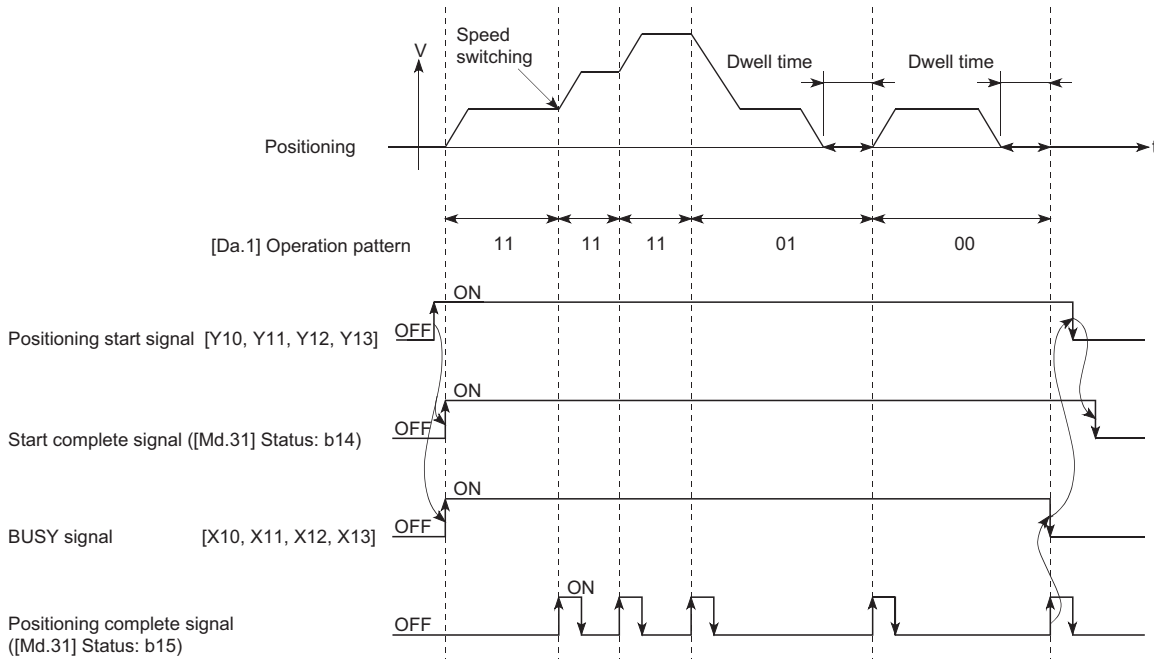 Speed
switching
V
Dwell time
Dwell time
Positioning
t
[Da.1] Operation pattern
11
11
11
01
00
ON
OFF
Positioning start signal [Y10, Y11, Y12, Y13]
ON
OFF
Start complete signal ([Md.31] Status: b14)
ON
OFF
BUSY signal [X10, X11, X12, X13]
ON
OFF
Positioning complete signal
([Md.31] Status: b15)